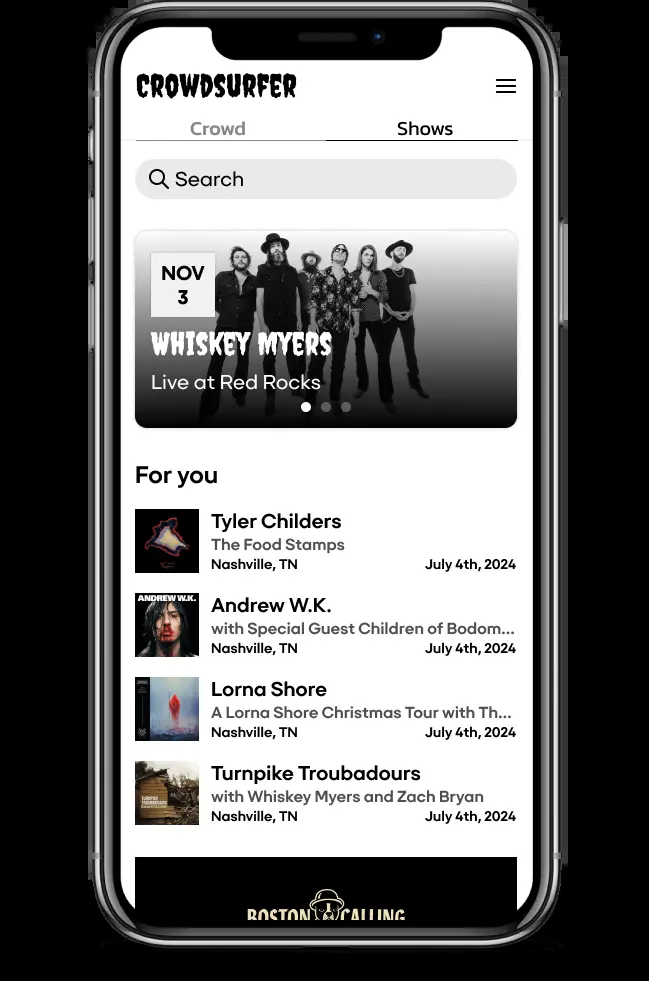 CROWDSURFER
Crowd
Shows
Search
NOV
3
WHISKEY MYERS
Live at Red Rocks
For you
Tyler Childers
The Food Stamps
Nashville, TN
July 4th, 2024
ANDREW W.K.
Andrew W.K.
with Special Guest Children of Bodom...
Nashville, TN
July 4th, 2024
Lorna Shore
A Lorna Shore Christmas Tour with Th...
Nashville, TN
July 4th, 2024
TURNPIKE
TROUBADOURS
Turnpike Troubadours
with Whiskey Myers and Zach Bryan
Nashville, TN
July 4th, 2024
BOSTON CALLING